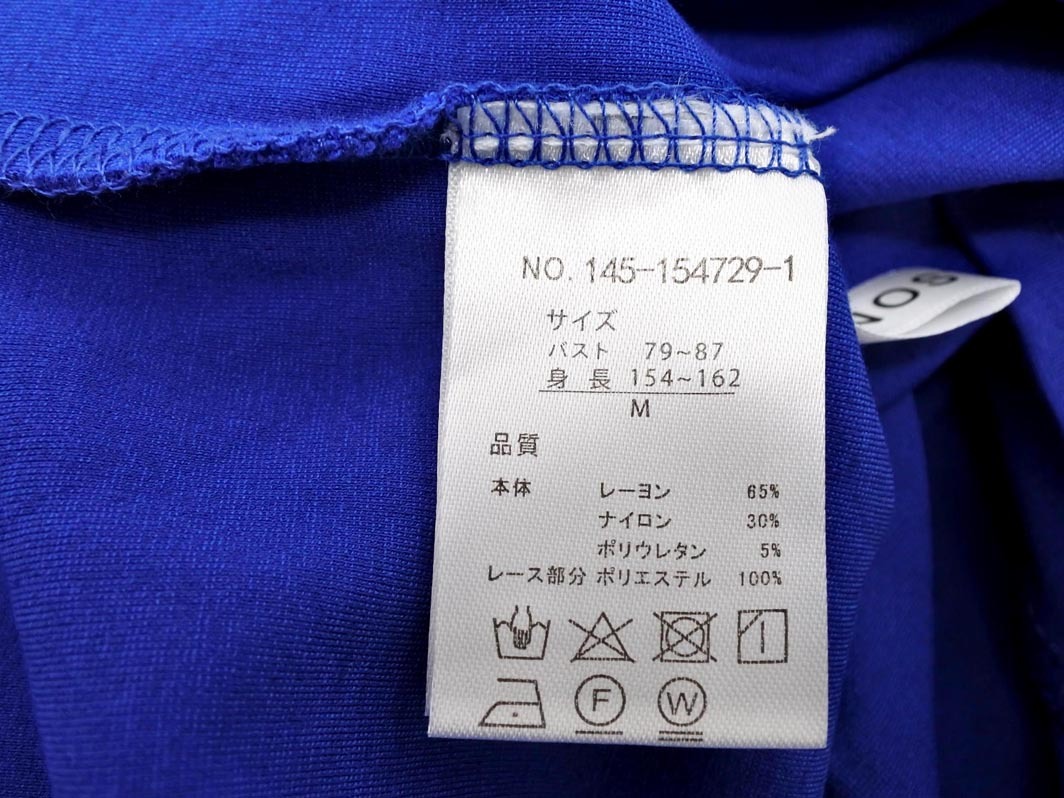 NO. 145-154729-1
サイズ
バスト 79~87
身 長 154~162
M
品質
本体 レーヨン 65%
ナイロン 30%
ポリウレタン 5%
レース部分 ポリエステル 100%
F W